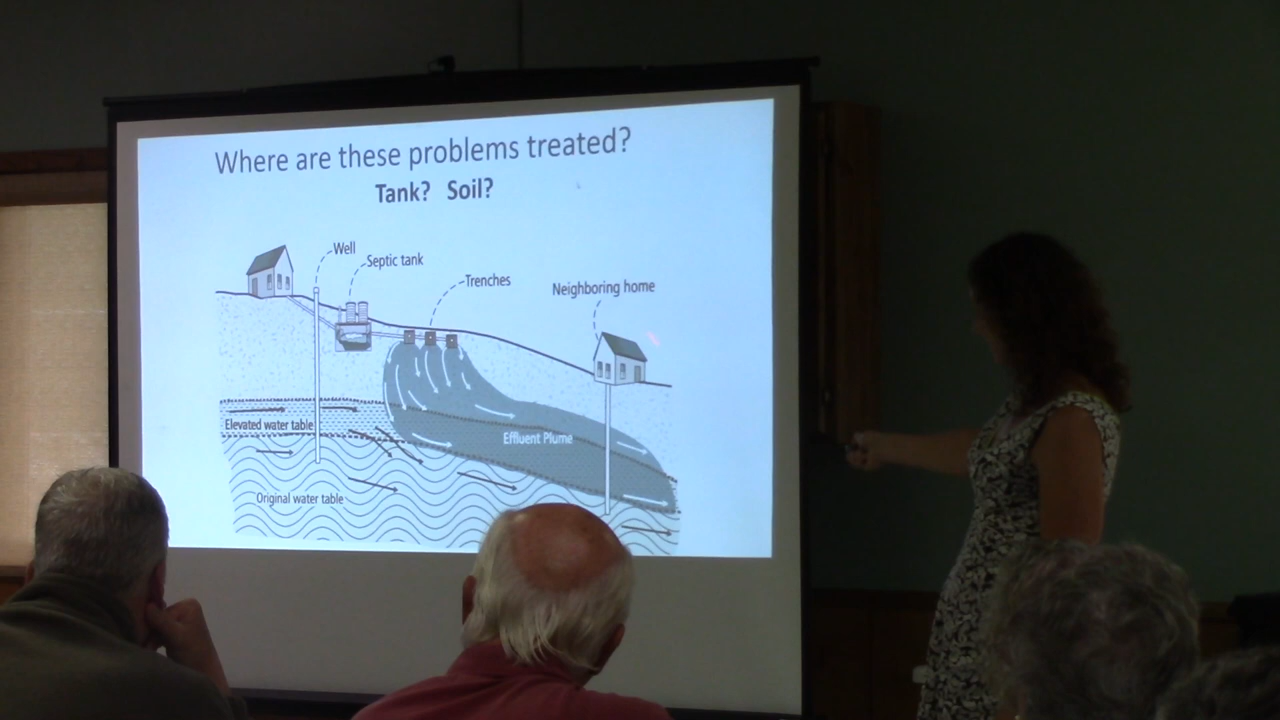 Where are these problems treated?
Tank? Soil?
Well
Septic tank
Trenches
Neighboring home
Elevated water table
Effluent Plume
Original water table